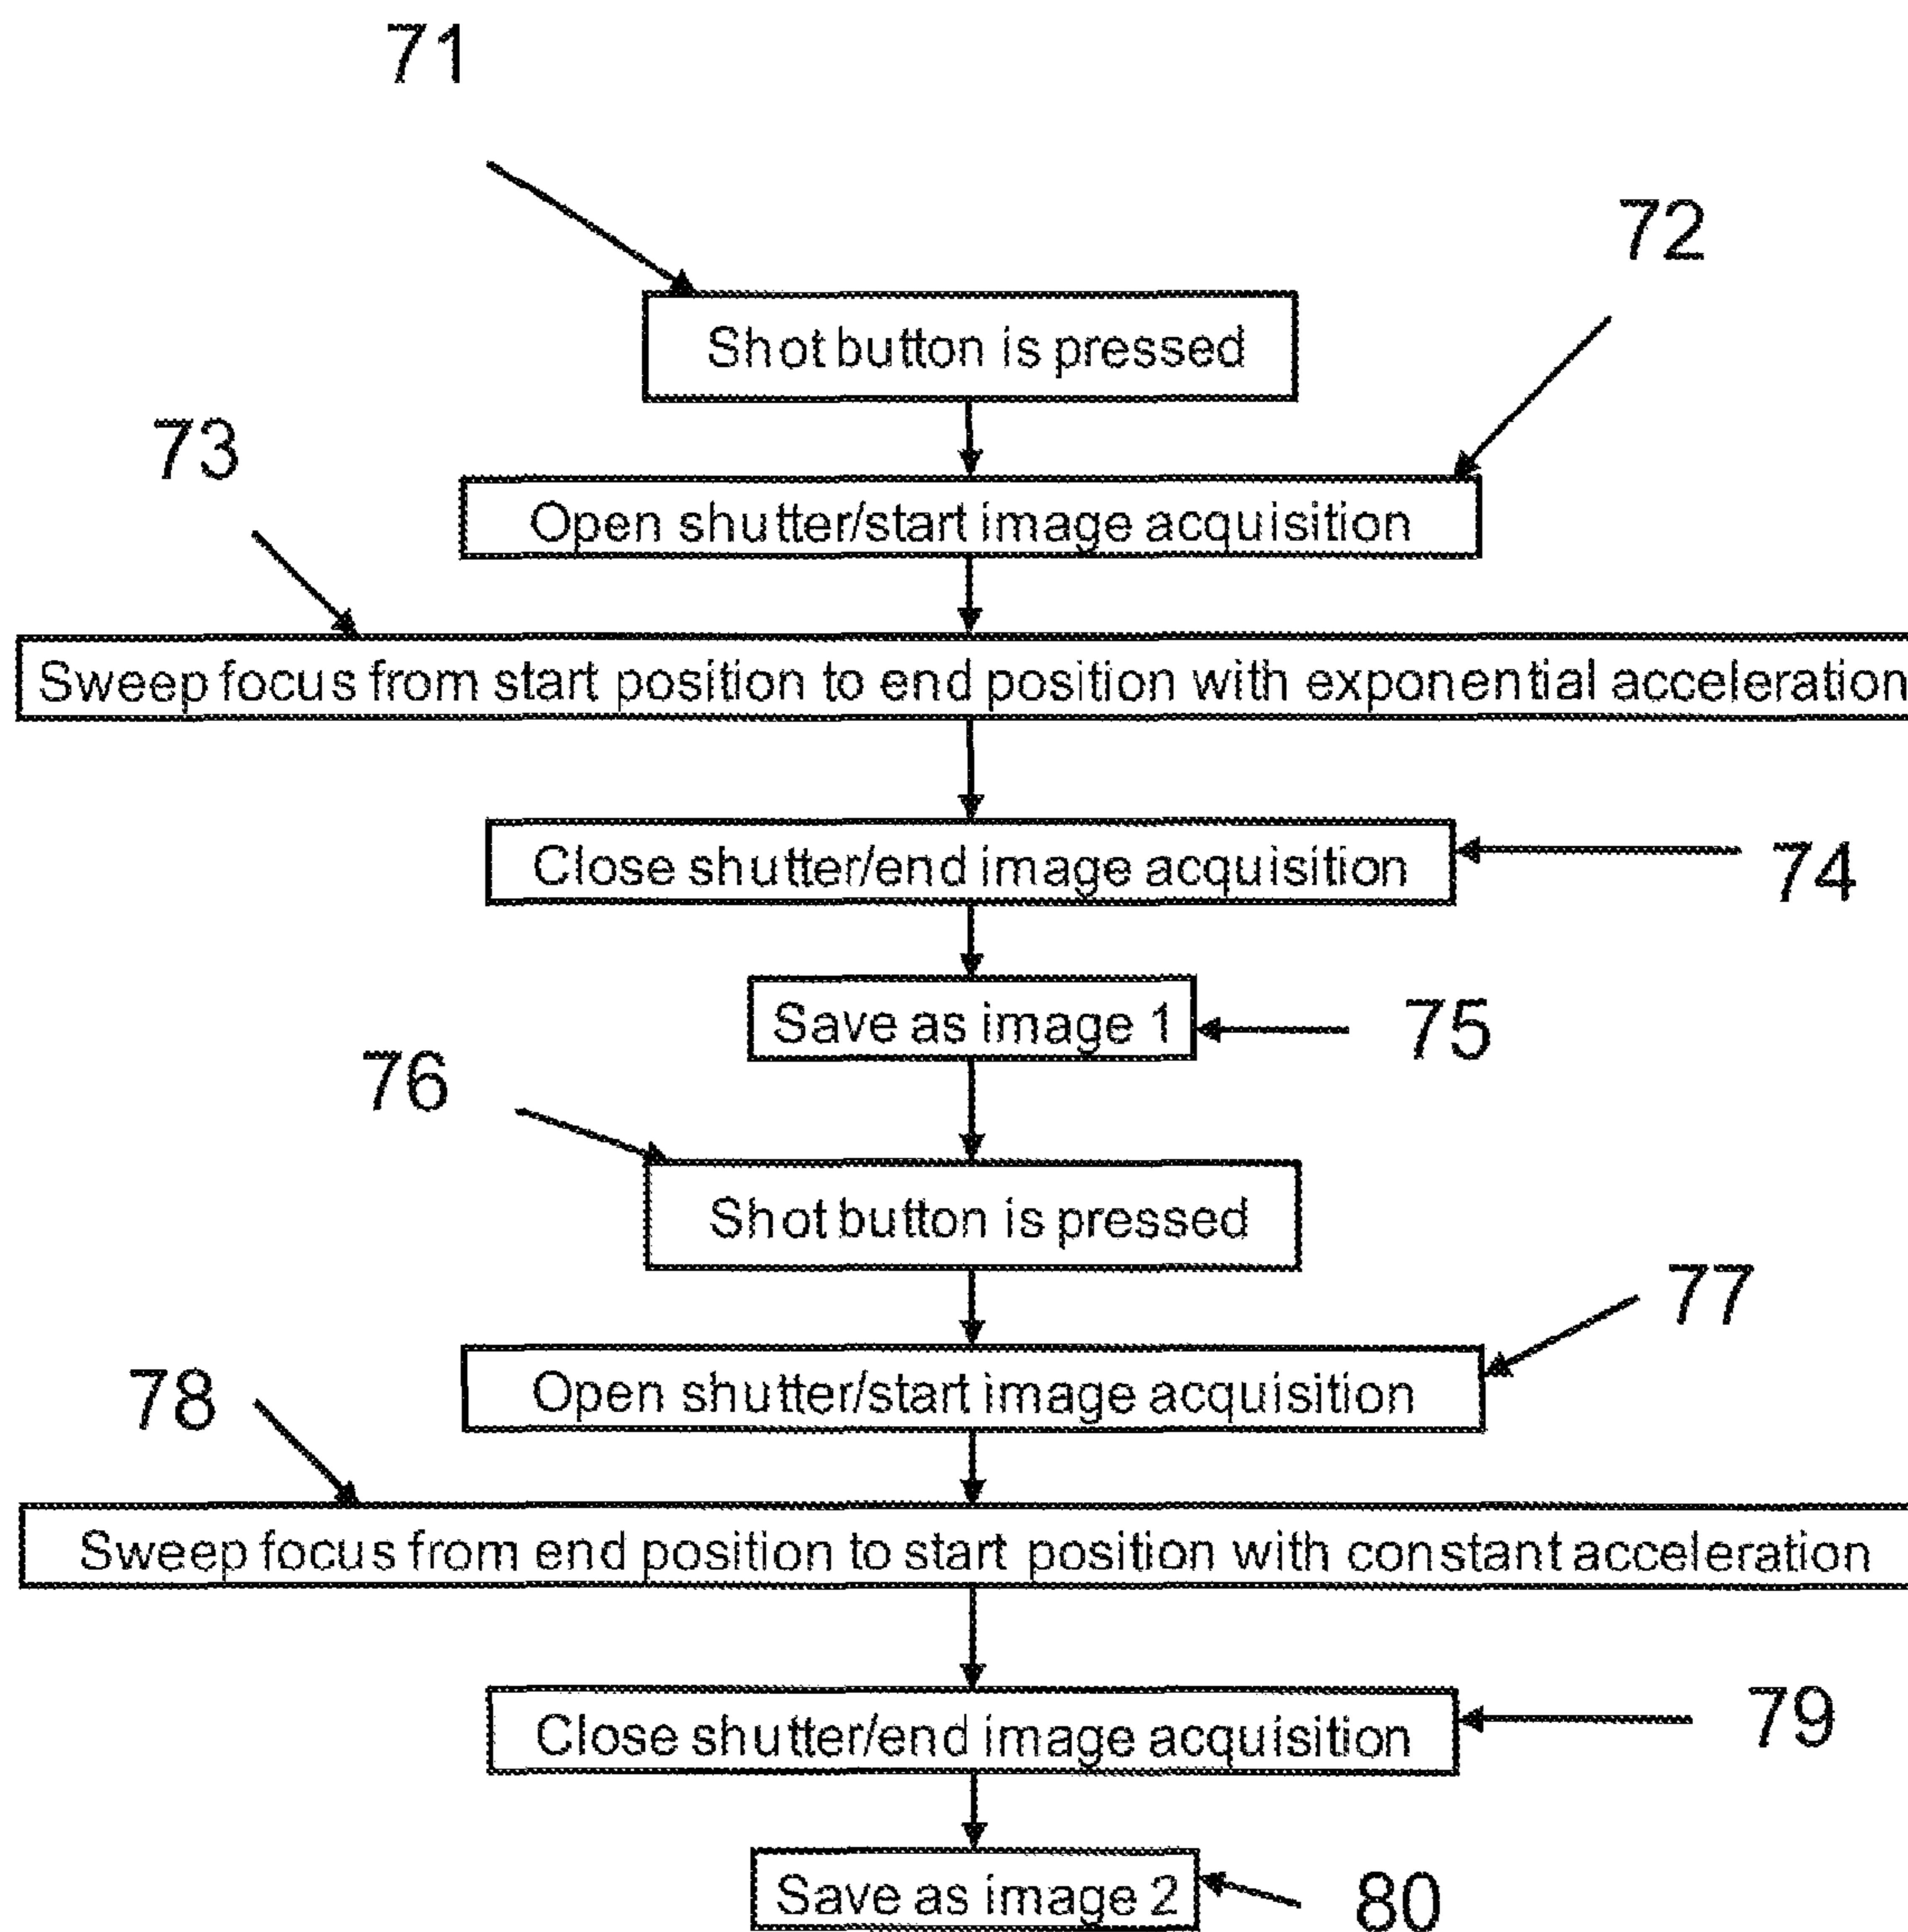 71
72
Shot button is pressed
73
Open shutter/start image acquisition
Sweep focus from start position to end position with exponential acceleration
Close shutter/end image acquisition
74
Save as image 1
75
76
Shot button is pressed
77
Open shutter/start image acquisition
78
Sweep focus from end position to start position with constant acceleration
Close shutter/end image acquisition
79
Save as image 2
80